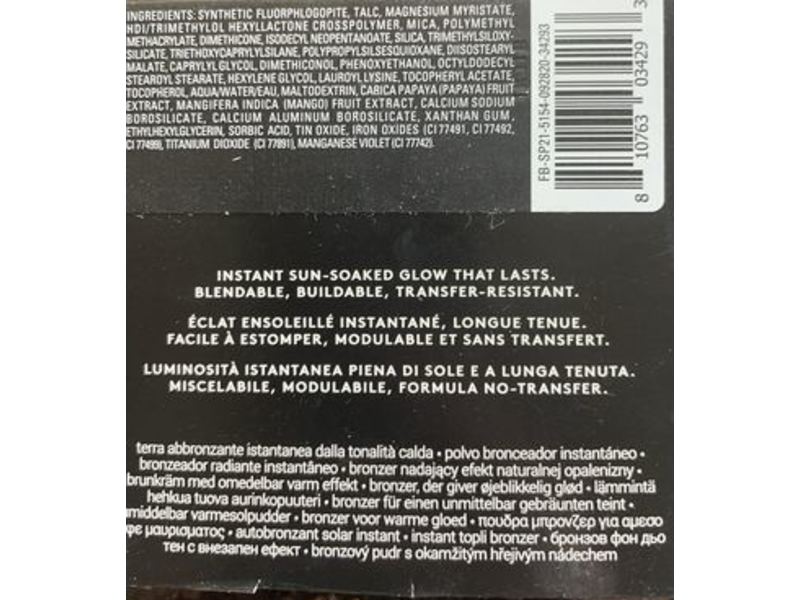 INGREDIENTS: SYNTHETIC FLUORPHLOGOPITE, TALC, MAGNESIUM MYRISTATE,
HDI/TRIMETHYLOL HEXYLLACTONE CROSSPOLYMER, MICA, POLYMETHYL
METHACRYLATE, DIMETHICONE, ISODECYL NEOPENTANOATE, SILICA, TRIMETHYLSILOXY-
SILICATE, TRIETHOXYCAPRYLYLSILANE, POLYPROPYLSILSESQUIOXANE, DIISOSTEARYL
MALATE, CAPRYLYL GLYCOL, DIMETHICONOL, PHENOXYETHANOL, OCTYLDODECYL
STEAROYL STEARATE, HEXYLENE GLYCOL, LAUROYL LYSINE, TOCOPHERYL ACETATE,
TOCOPHEROL, AQUA/WATER/EAU, MALTODEXTRIN, CARICA PAPAYA (PAPAYA) FRUIT
EXTRACT, MANGIFERA INDICA (MANGO) FRUIT EXTRACT, CALCIUM SODIUM
BOROSILICATE, CALCIUM ALUMINUM BOROSILICATE, XANTHAN GUM,
ETHYLHEXYLGLYCERIN, SORBIC ACID, TIN OXIDE, IRON OXIDES (CI 77491, CI 77492,
CI 77499), TITANIUM DIOXIDE (CI 77891), MANGANESE VIOLET (CI 77742).
FB-SP21-5154-092820-34293
8 10763 03429 3
INSTANT SUN-SOAKED GLOW THAT LASTS.
BLENDABLE, BUILDABLE, TRANSFER-RESISTANT.
ÉCLAT ENSOLEILLÉ INSTANTANÉ, LONGUE TENUE.
FACILE À ESTOMPER, MODULABLE ET SANS TRANSFERT.
LUMINOSITÀ ISTANTANEA PIENA DI SOLE E A LUNGA TENUTA.
MISCELABILE, MODULABILE, FORMULA NO-TRANSFER.
terra abbronzante istantanea dalla tonalità calda • polvo bronceador instantáneo •
bronzeador radiante instantâneo • bronzer nadający efekt naturalnej opalenizny •
brunkräm med omedelbar varm effekt • bronzer, der giver øjeblikkelig glød • lämmintä
hehkua tuova aurinkopuuteri • bronzer für einen unmittelbar gebräunten teint •
middelbar varmesolpudder • bronzer voor warme gloed • πουδρα μπρονζερ για αμεσο
φε μαυρισματος • autobronzant solar instant • instant topli bronzer • бронзов фон дьо
тен с внезапен ефект • bronzový pudr s okamžitým hřejivým nádechem